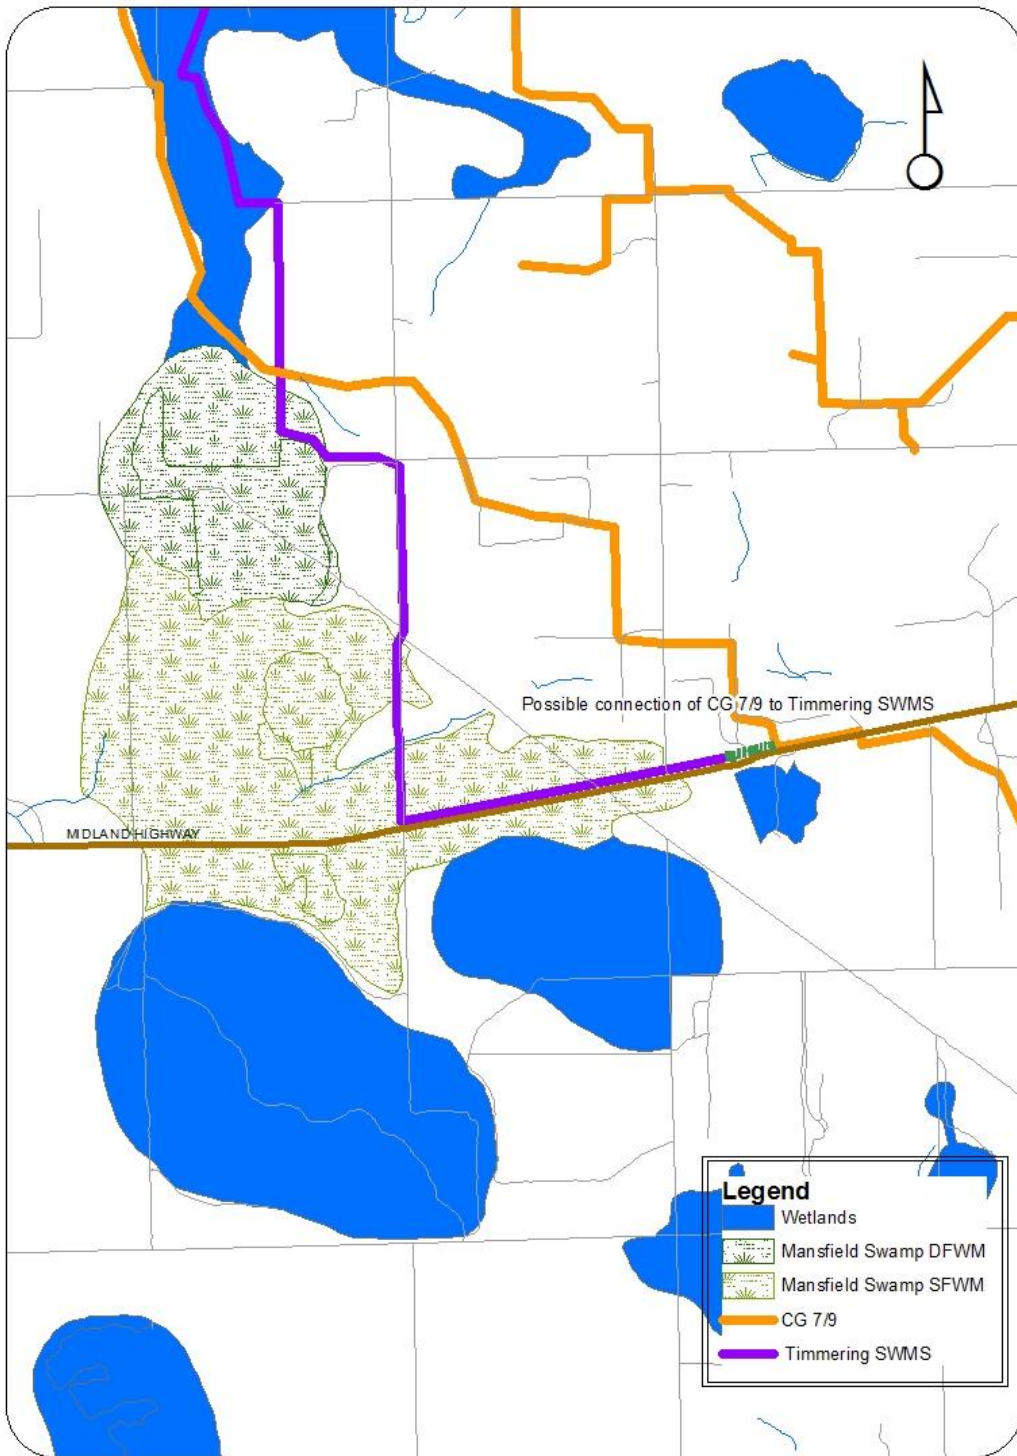 Possible connection of CG 7/9 to Timmering SWMS
MIDLAND HIGHWAY
Legend
Wetlands
Mansfield Swamp DFWM
Mansfield Swamp SFWM
CG 7/9
Timmering SWMS